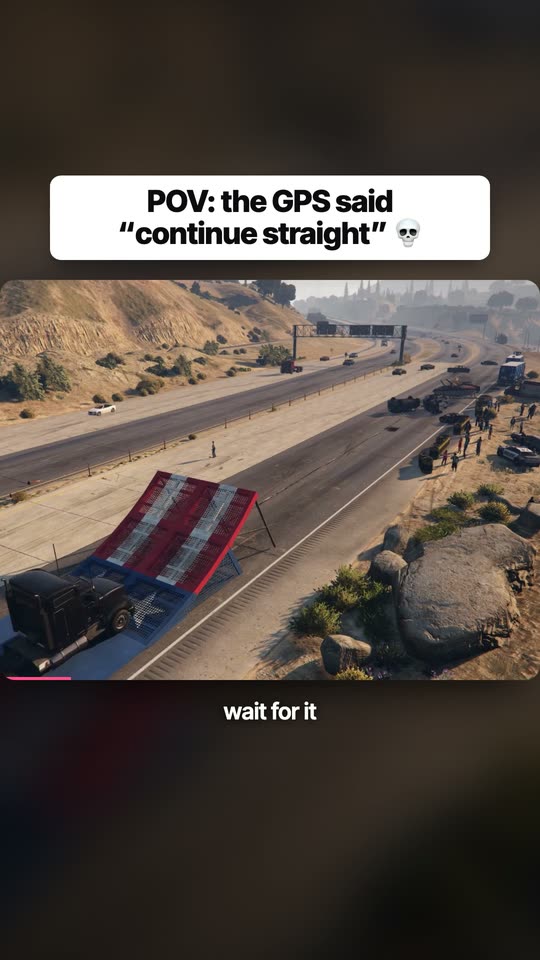 POV: the GPS said
“continue straight” 💀
wait for it